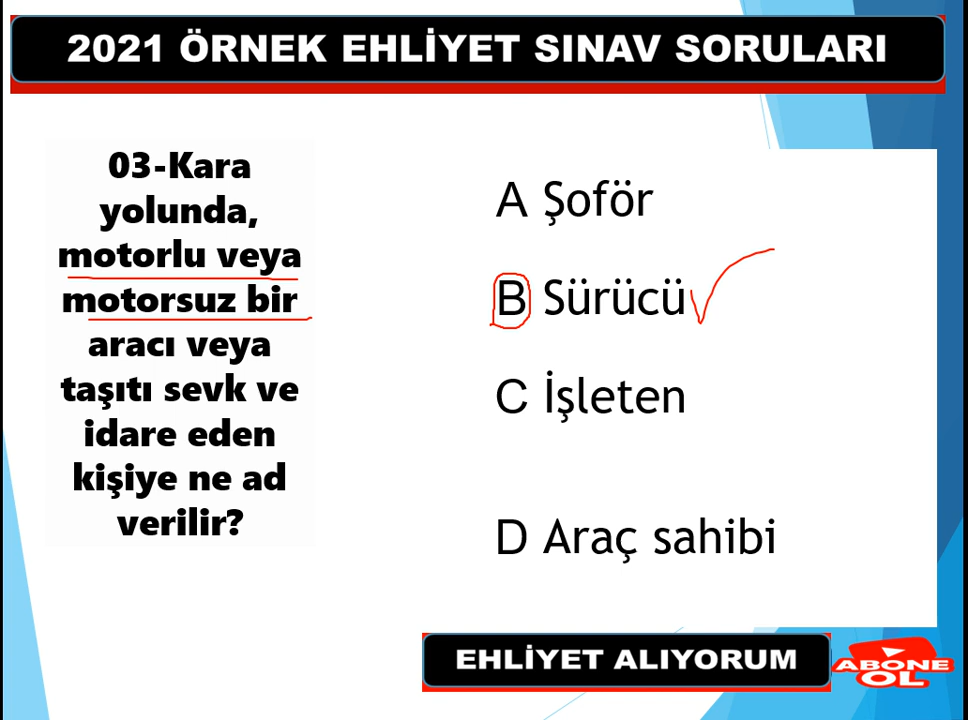 2021 ÖRNEK EHLİYET SINAV SORULARI
03-Kara
yolunda,
motorlu veya
motorsuz bir
aracı veya
taşıtı sevk ve
idare eden
kişiye ne ad
verilir?
A Şoför
B Sürücü
C İşleten
D Araç sahibi
EHLİYET ALIYORUM
ABONE
OL